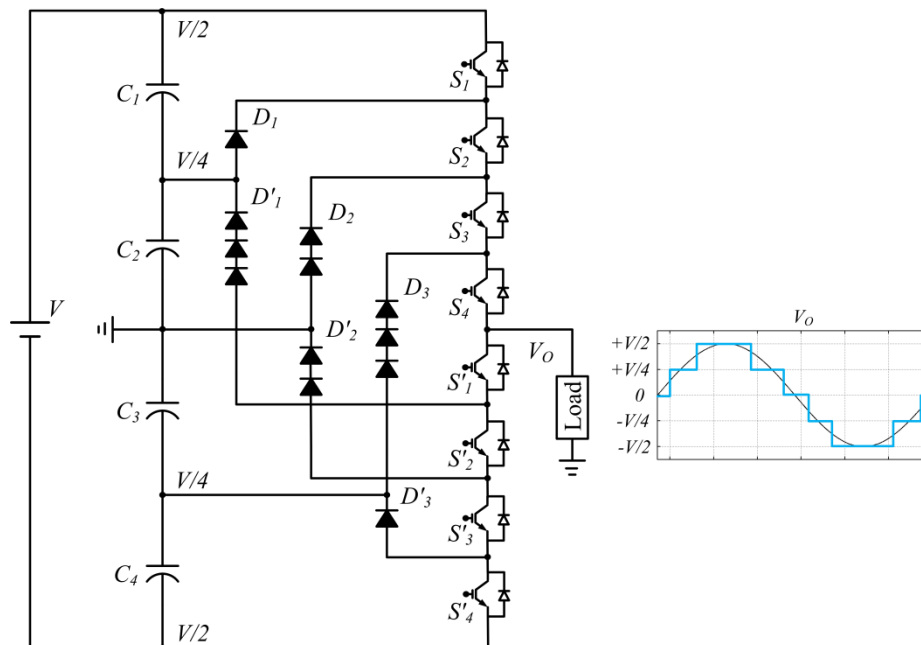 V/2
S1
C1
D1
S2
V/4
D'1
D2
S3
C2
D3
S4
V
D'2
VO
S'1
Load
C3
S'2
V/4
D'3
S'3
C4
S'4
V/2
VO
+V/2
+V/4
0
-V/4
-V/2